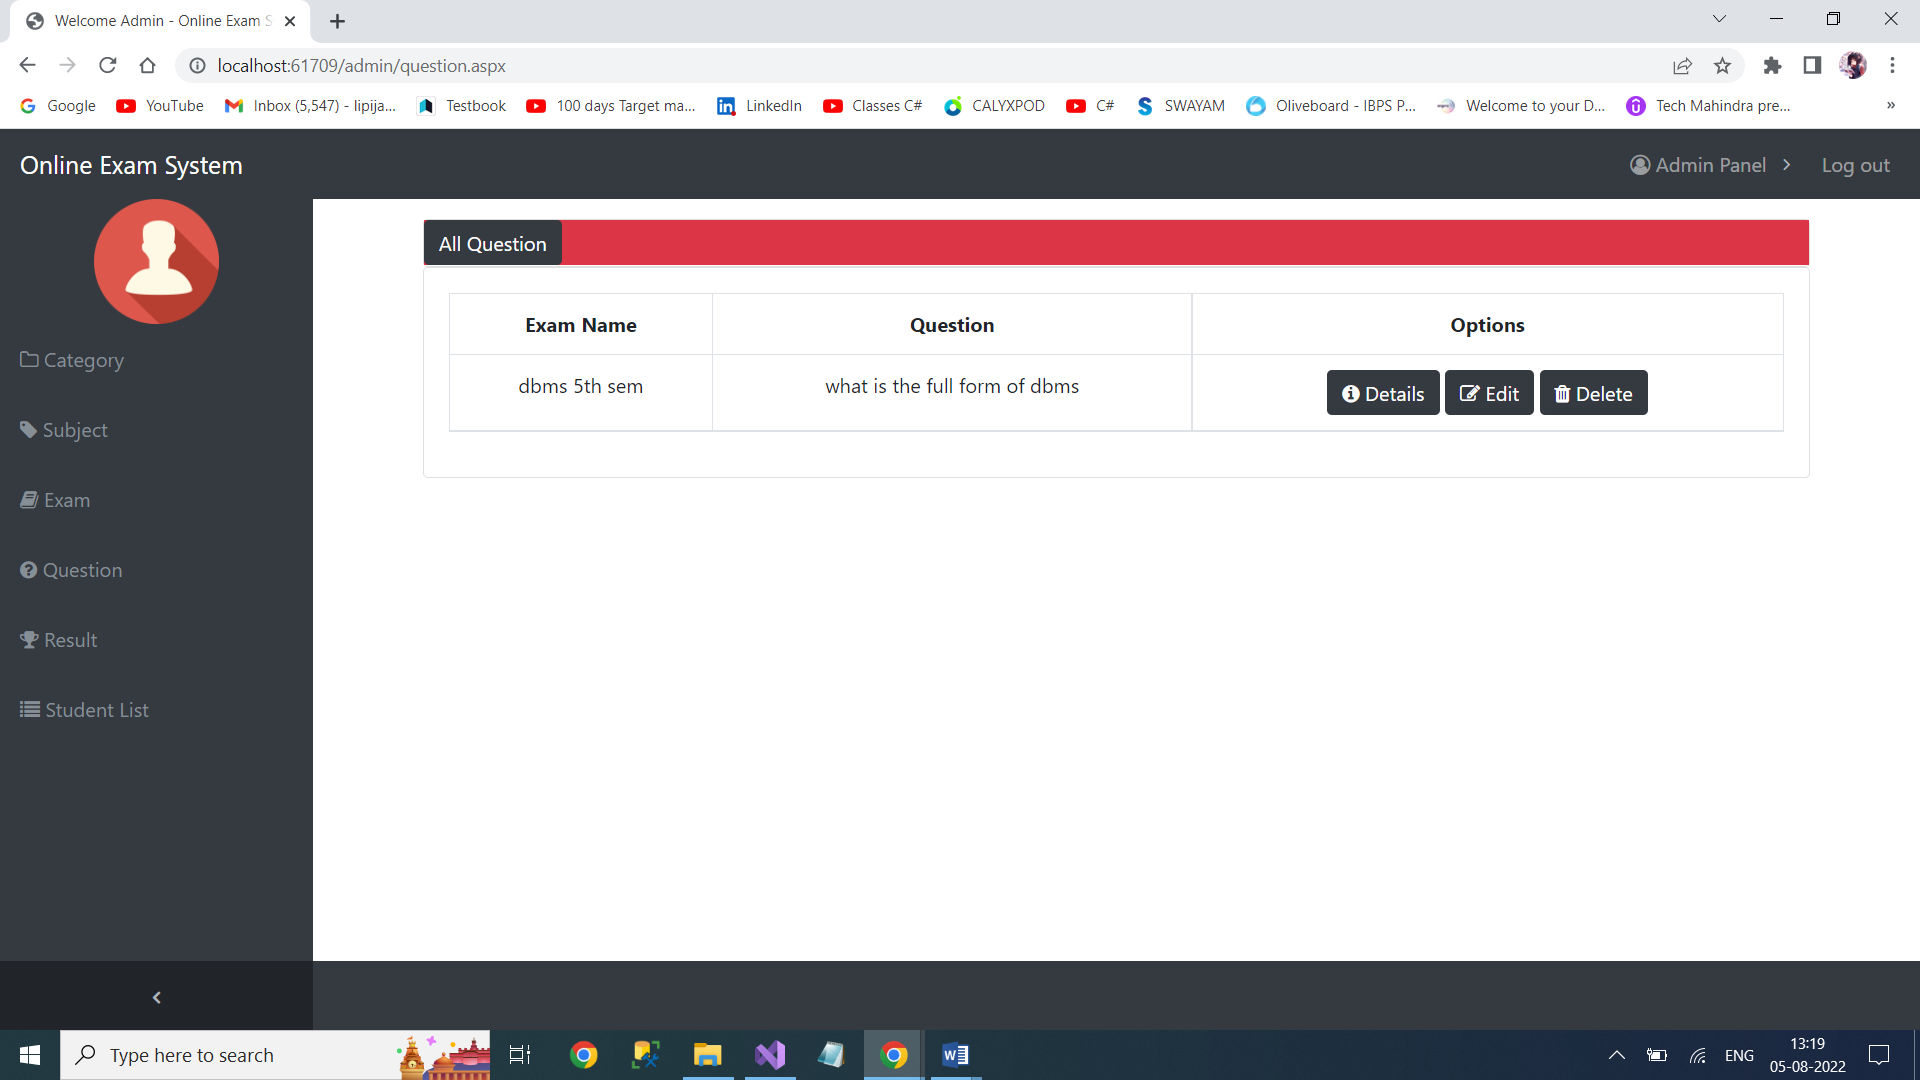 Welcome Admin - Online Exam S
localhost:61709/admin/question.aspx
Google YouTube Inbox (5,547) - lipija... Testbook 100 days Target ma... LinkedIn Classes C# CALYXPOD C# SWAYAM Oliveboard - IBPS P... Welcome to your D... Tech Mahindra pre... »
Online Exam System
Admin Panel Log out
All Question
Exam Name Question Options
dbms 5th sem what is the full form of dbms Details Edit Delete
Category
Subject
Exam
Question
Result
Student List
Type here to search
ENG
13:19
05-08-2022